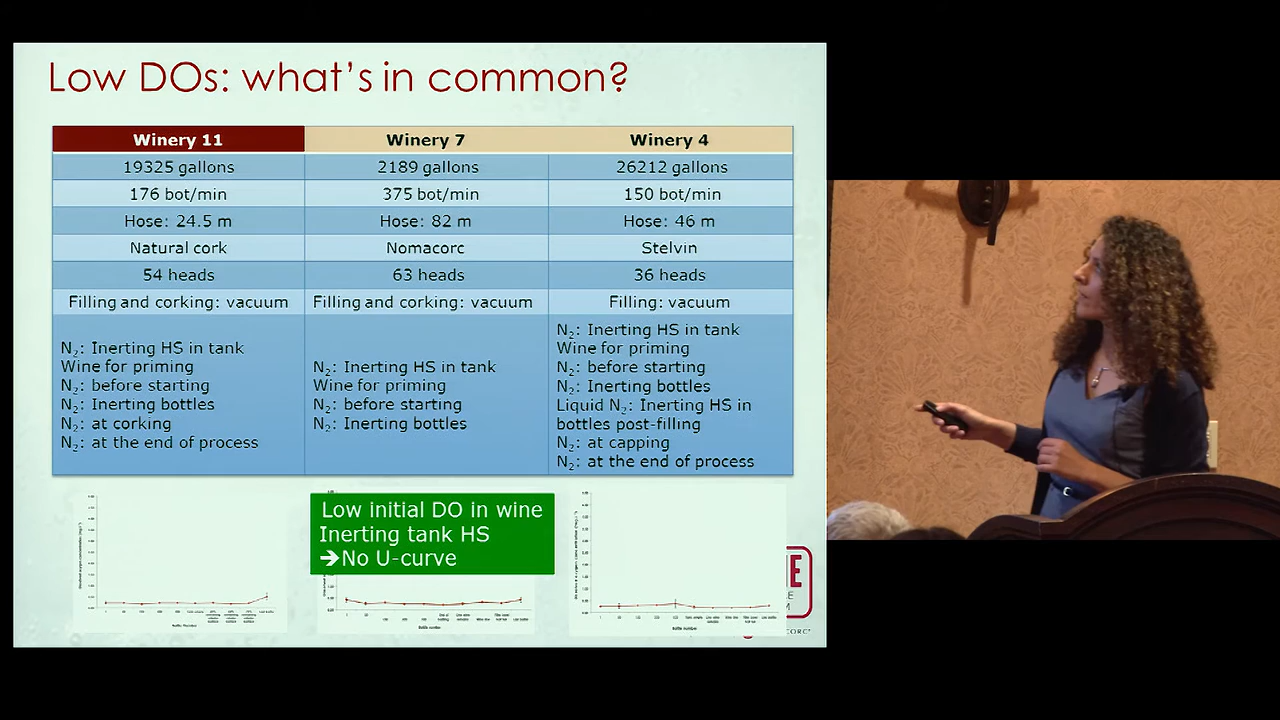 Low DOs: what's in common?
Winery 11
Winery 7
Winery 4
19325 gallons
2189 gallons
26212 gallons
176 bot/min
375 bot/min
150 bot/min
Hose: 24.5 m
Hose: 82 m
Hose: 46 m
Natural cork
Nomacorc
Stelvin
54 heads
63 heads
36 heads
Filling and corking: vacuum
Filling and corking: vacuum
Filling: vacuum
N₂: Inerting HS in tank
Wine for priming
N₂: before starting
N₂: Inerting bottles
N₂: at corking
N₂: at the end of process
N₂: Inerting HS in tank
Wine for priming
N₂: before starting
N₂: Inerting bottles
N₂: Inerting HS in tank
Wine for priming
N₂: before starting
N₂: Inerting bottles
Liquid N₂: Inerting HS in
bottles post-filling
N₂: at capping
N₂: at the end of process
Low initial DO in wine
Inerting tank HS
➔No U-curve